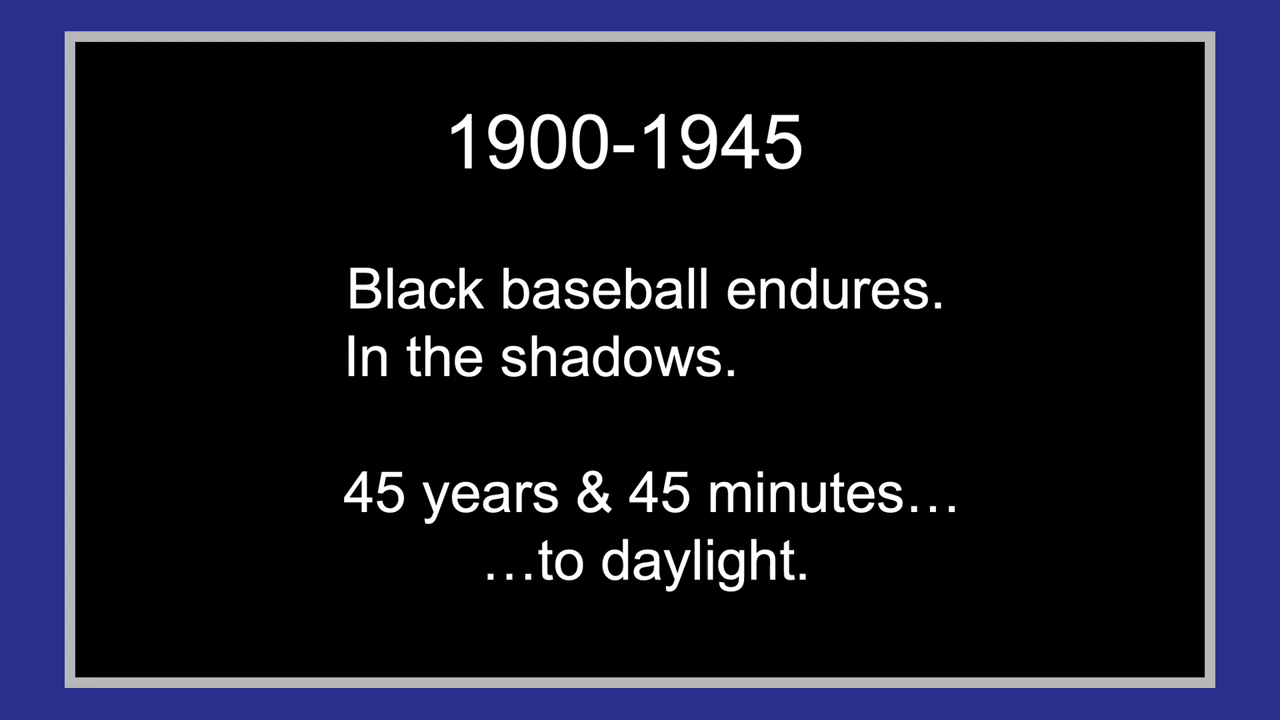 1900-1945
Black baseball endures.
In the shadows.
45 years & 45 minutes…
…to daylight.